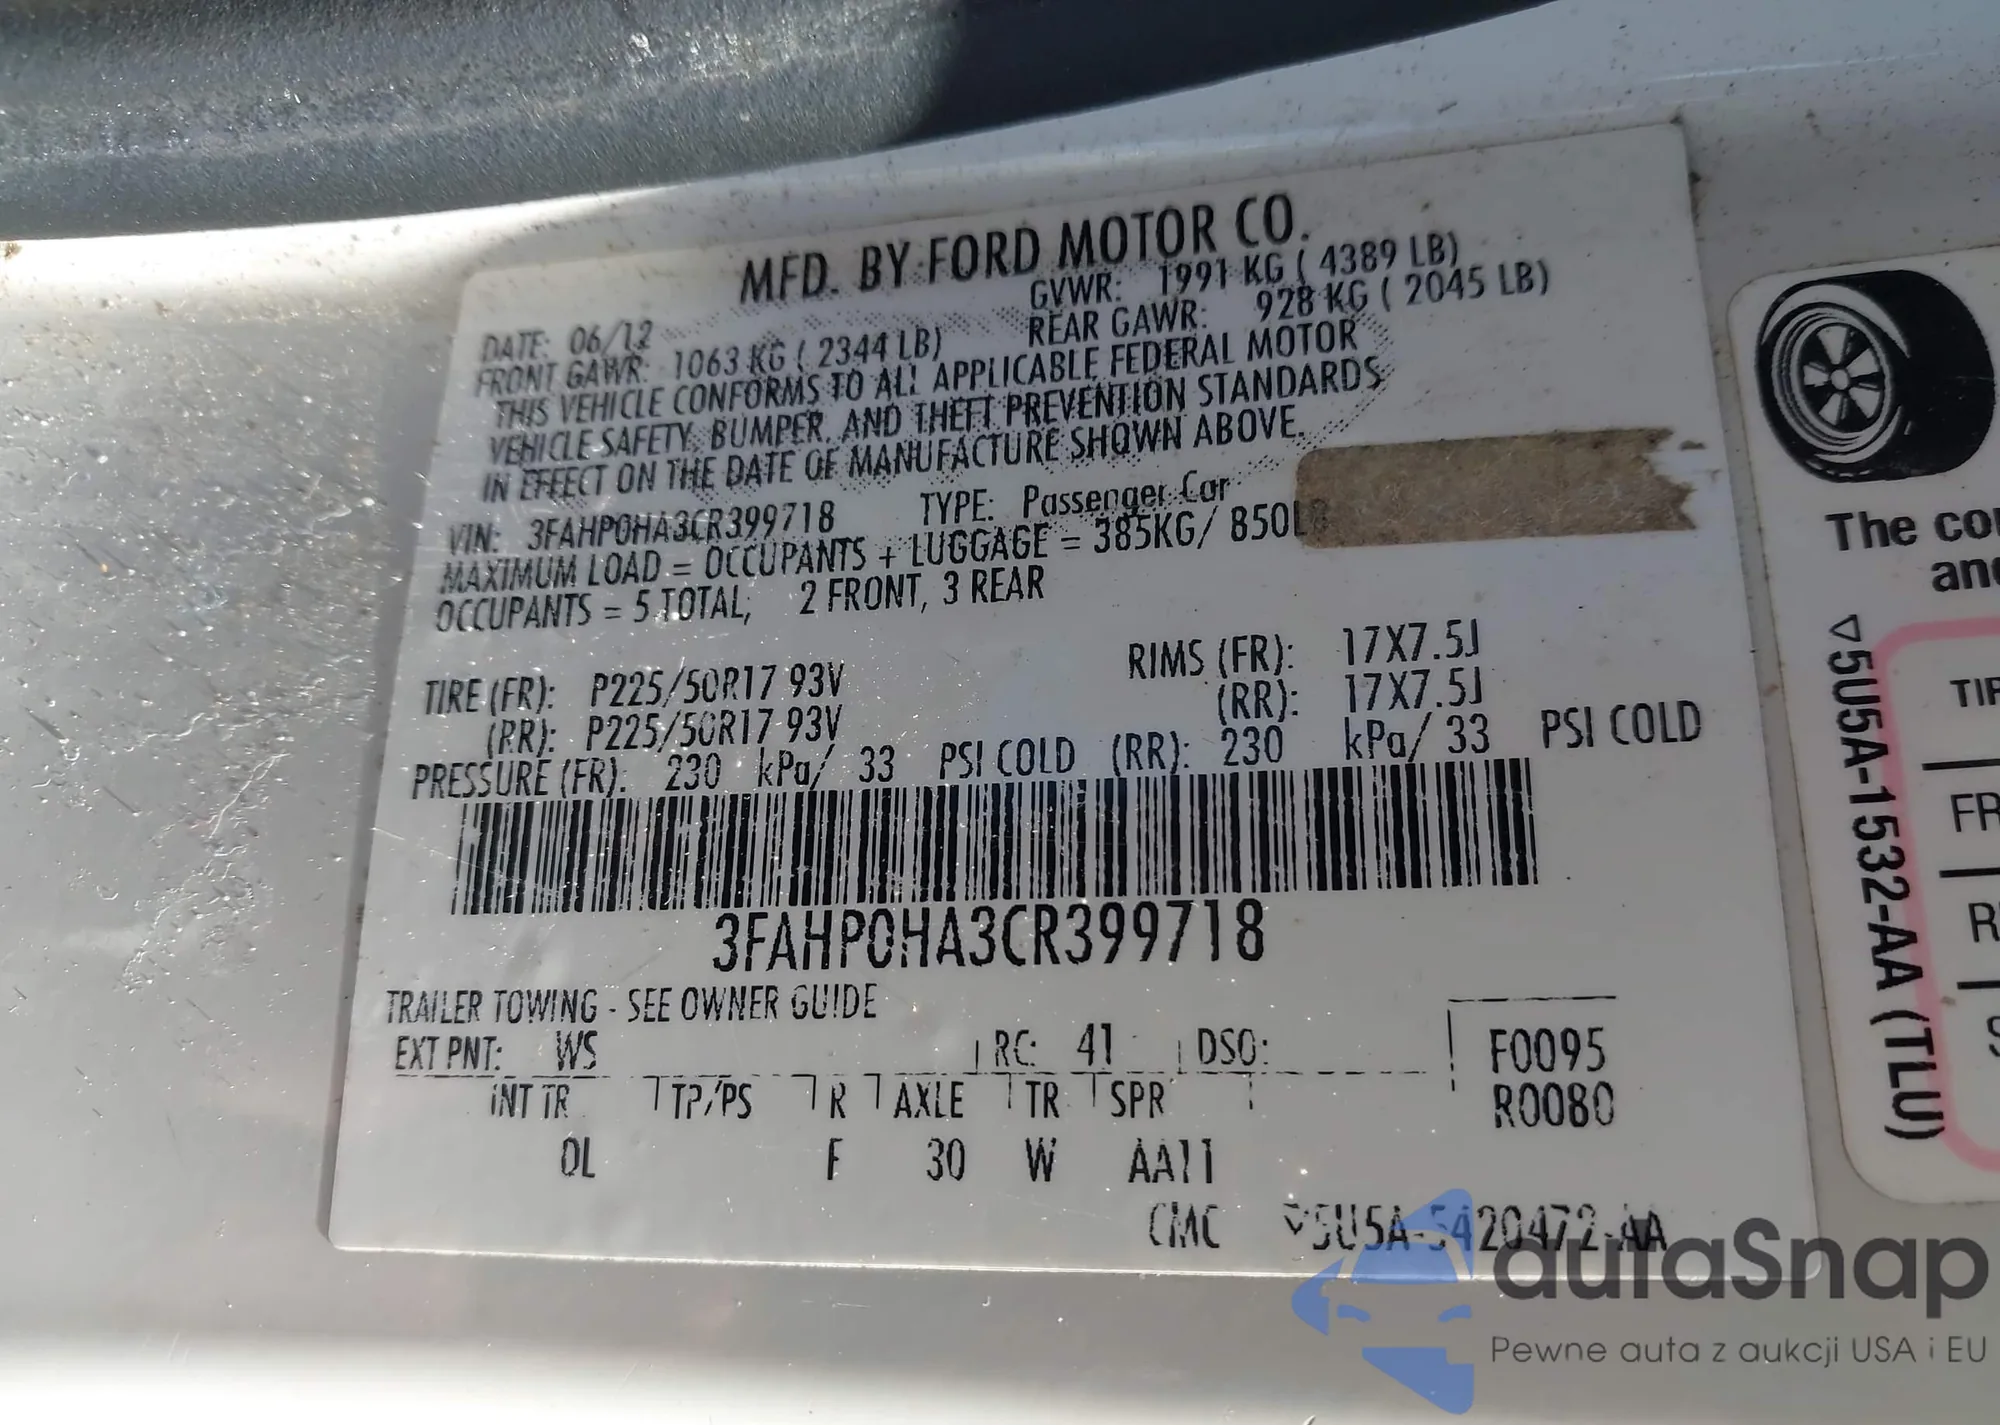 MFD. BY FORD MOTOR CO.
DATE: 06/12 GVWR: 1991 KG ( 4389 LB)
FRONT GAWR: 1063 KG ( 2344 LB) REAR GAWR: 928 KG ( 2045 LB)
THIS VEHICLE CONFORMS TO ALL APPLICABLE FEDERAL MOTOR
VEHICLE SAFETY, BUMPER, AND THEFT PREVENTION STANDARDS
IN EFFECT ON THE DATE OF MANUFACTURE SHOWN ABOVE.
VIN: 3FAHP0HA3CR399718 TYPE: Passenger Car
MAXIMUM LOAD = OCCUPANTS + LUGGAGE = 385KG/ 850LB
OCCUPANTS = 5 TOTAL, 2 FRONT, 3 REAR
TIRE (FR): P225/50R17 93V RIMS (FR): 17X7.5J
(RR): P225/50R17 93V (RR): 17X7.5J
PRESSURE (FR): 230 kPa/ 33 PSI COLD (RR): 230 kPa/ 33 PSI COLD
3FAHP0HA3CR399718
TRAILER TOWING - SEE OWNER GUIDE
EXT PNT: WS RC: 41 DSO: F0095
INT TR TP/PS R AXLE TR SPR R0080
OL F 30 W AA11
CMC 5U5A-5420472-AA
The
and
5U5A-1532-AA (TLU)
FR
autaSnap
Pewne auta z aukcji USA i EU